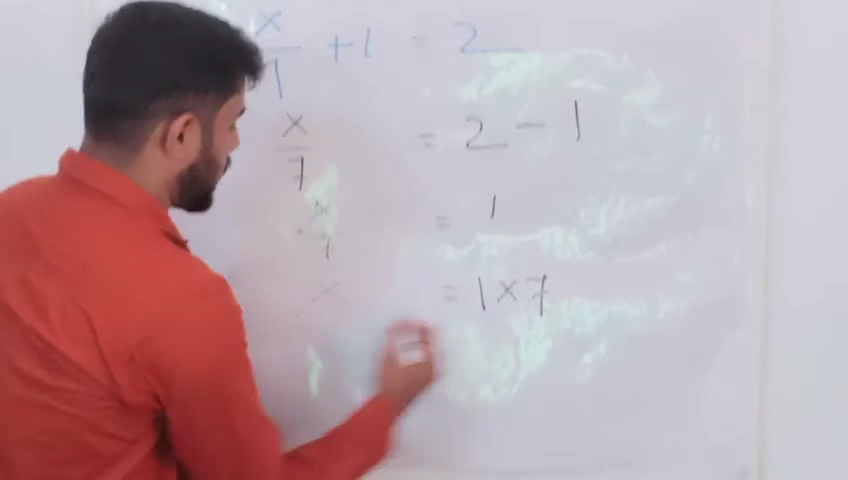 x/7 + 1 = 2
x/7 = 2 - 1
x/7 = 1
x = 1 × 7